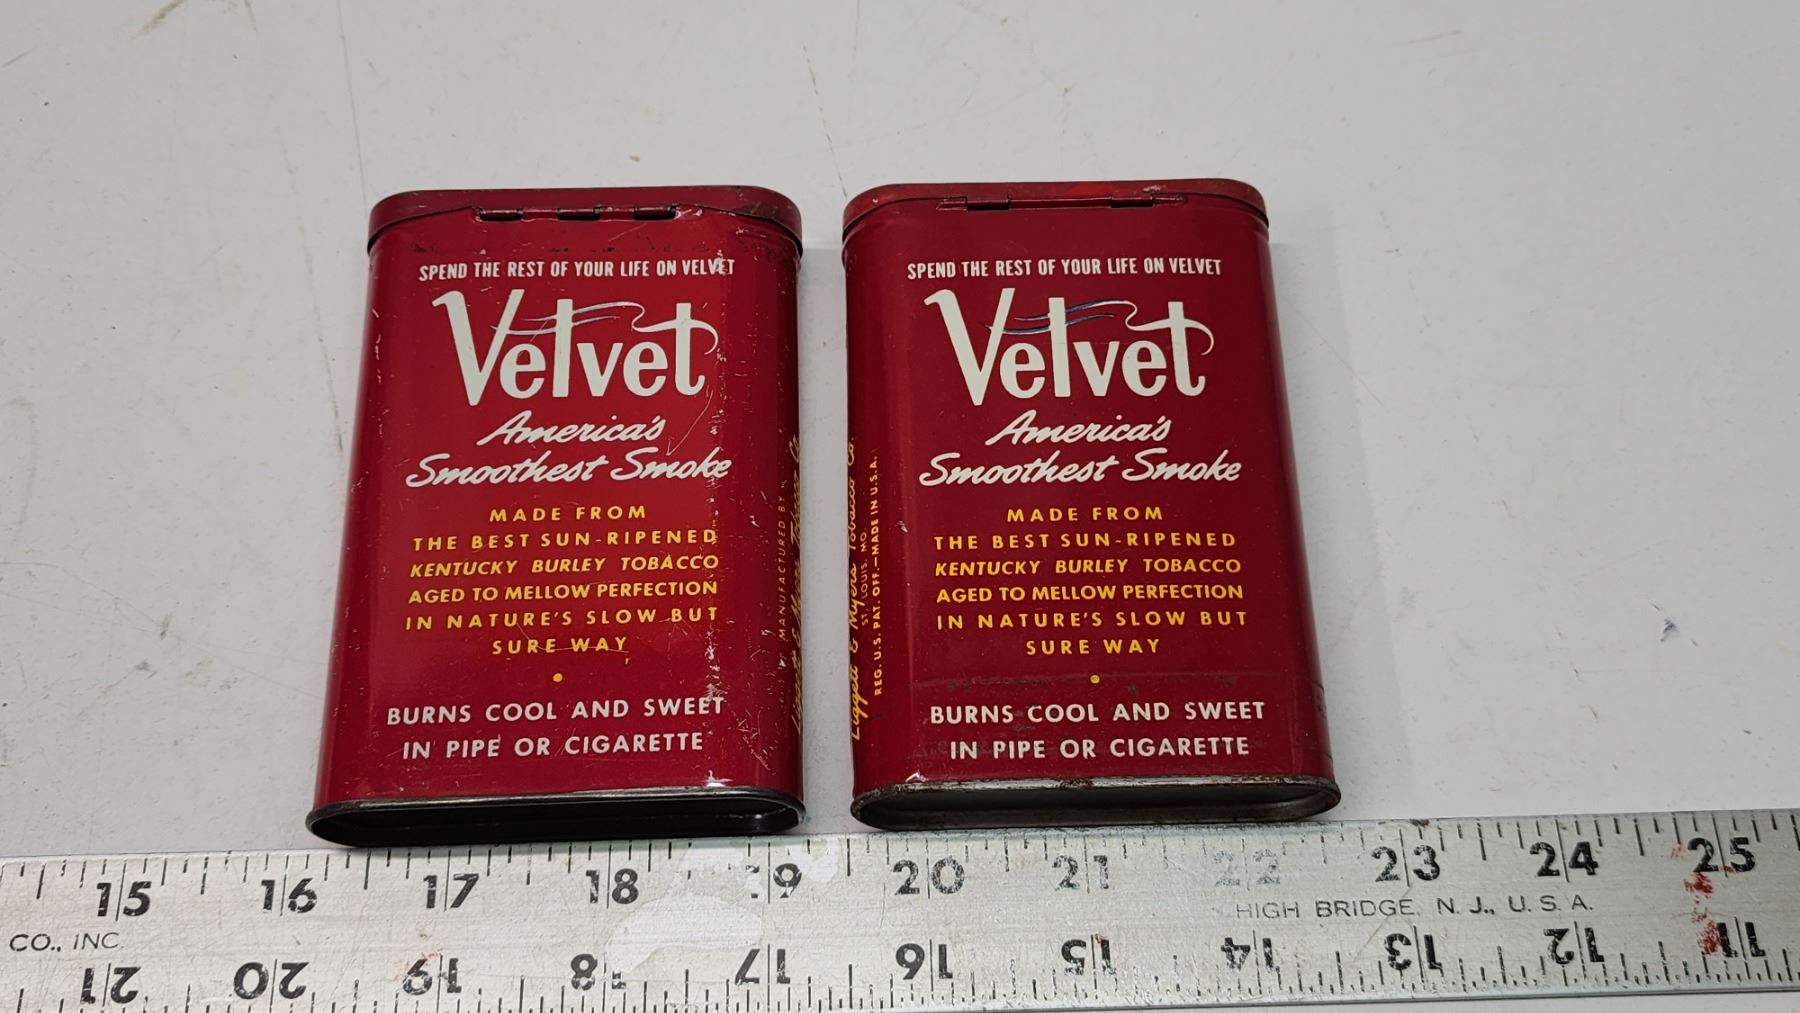 SPEND THE REST OF YOUR LIFE ON VELVET
Velvet
America's
Smoothest Smoke
MADE FROM
THE BEST SUN-RIPENED
KENTUCKY BURLEY TOBACCO
AGED TO MELLOW PERFECTION
IN NATURE'S SLOW BUT
SURE WAY
BURNS COOL AND SWEET
IN PIPE OR CIGARETTE
MANUFACTURED BY
Liggett & Myers Tobacco Co.
SPEND THE REST OF YOUR LIFE ON VELVET
Velvet
America's
Smoothest Smoke
MADE FROM
THE BEST SUN-RIPENED
KENTUCKY BURLEY TOBACCO
AGED TO MELLOW PERFECTION
IN NATURE'S SLOW BUT
SURE WAY
BURNS COOL AND SWEET
IN PIPE OR CIGARETTE
Liggett & Myers Tobacco Co.
ST. LOUIS, MO.
REG. U.S. PAT. OFF.—MADE IN U.S.A.
15 16 17 18 19 20 21 22 23 24 25
HIGH BRIDGE, N. J., U. S. A.
CO., INC.
21 20 19 18 17 16 15 14 13 12 11